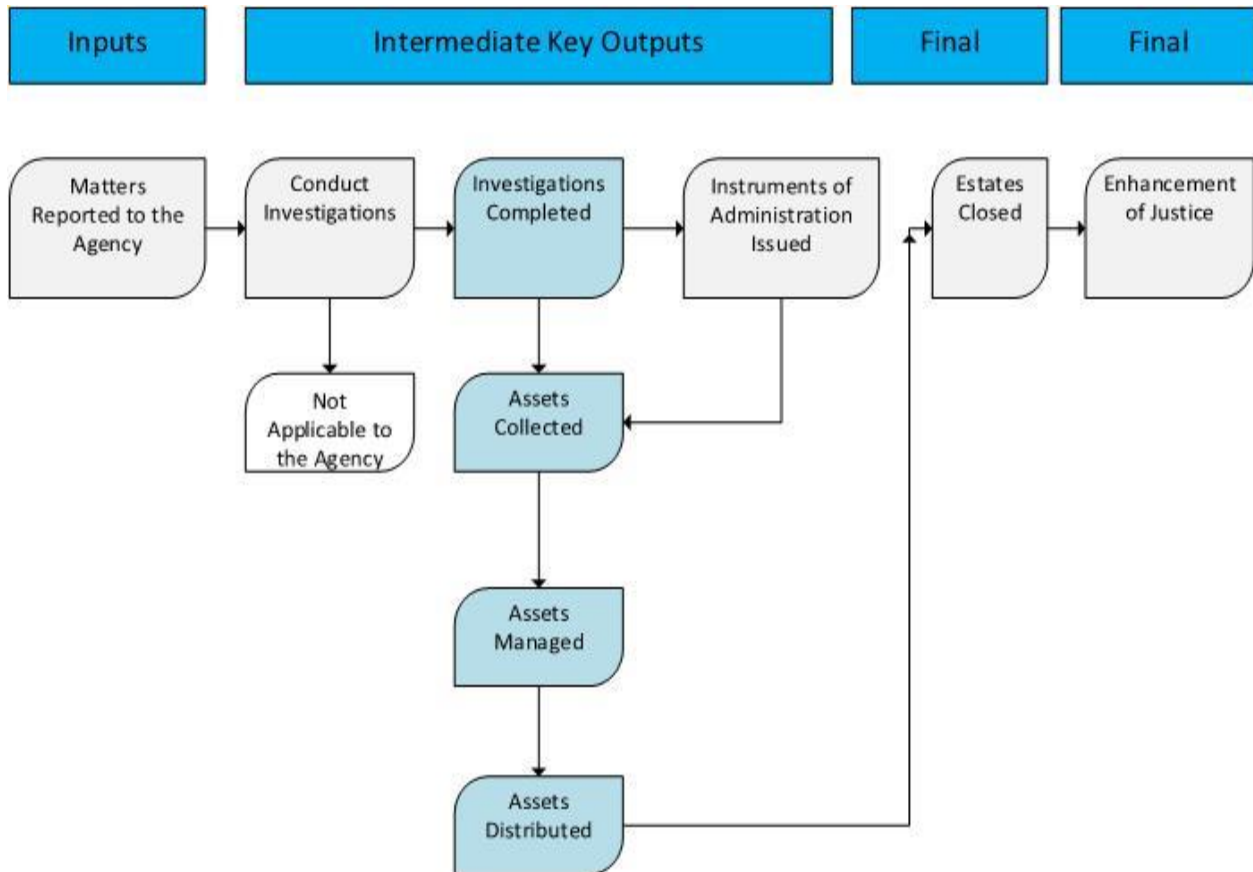 Inputs
Intermediate Key Outputs
Final
Final
Matters
Reported to the
Agency
Conduct
Investigations
Investigations
Completed
Instruments of
Administration
Issued
Estates
Closed
Enhancement
of Justice
Not
Applicable to
the Agency
Assets
Collected
Assets
Managed
Assets
Distributed